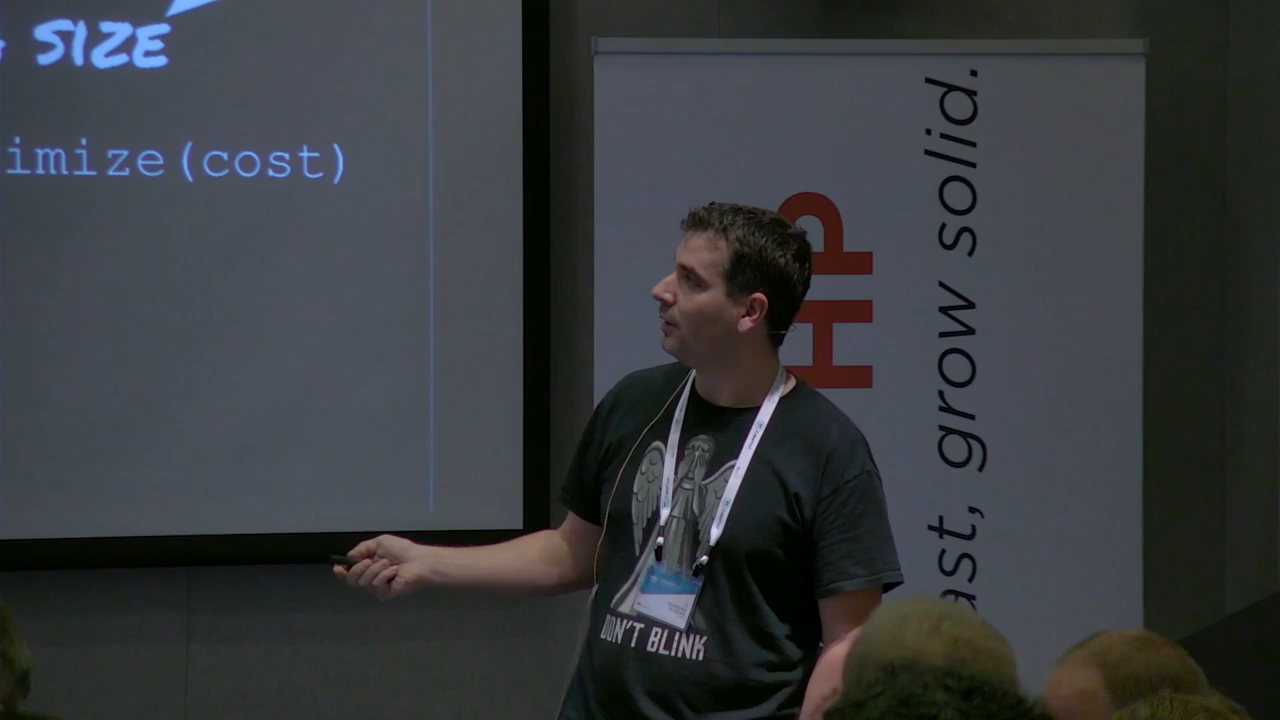 SIZE
imize(cost)
HP
ast, grow solid.
DON'T BLINK